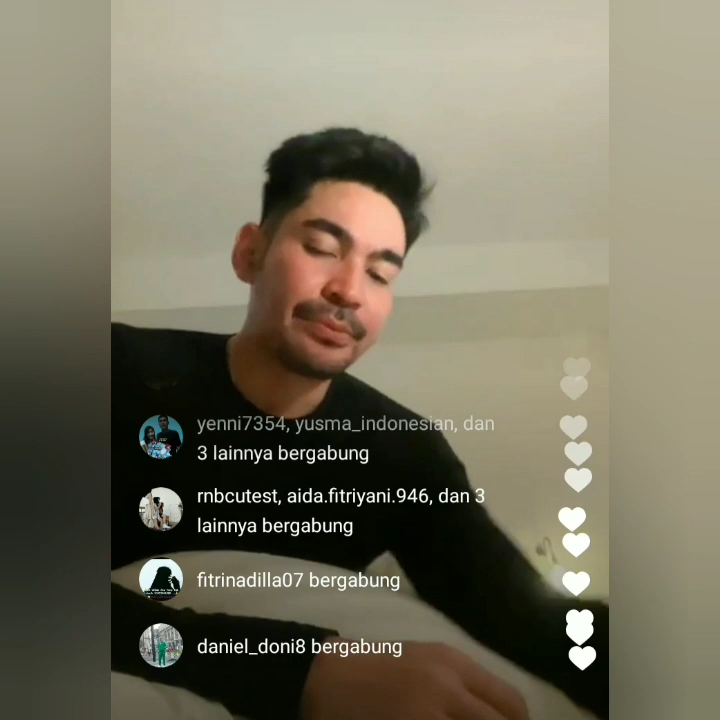 yenni7354, yusma_indonesian, dan
3 lainnya bergabung
rnbcutest, aida.fitriyani.946, dan 3
lainnya bergabung
fitrinadilla07 bergabung
daniel_doni8 bergabung